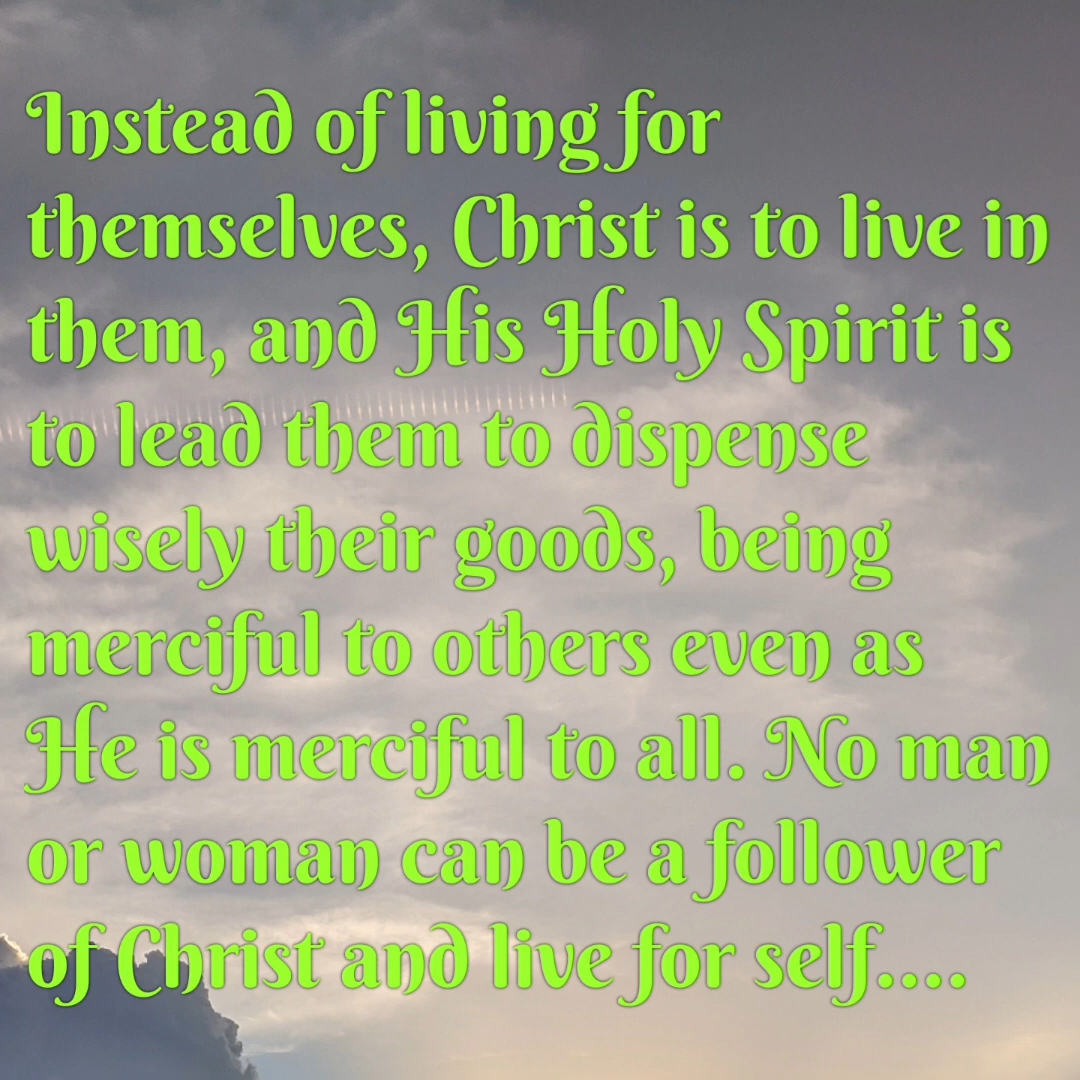 Instead of living for
themselves, Christ is to live in
them, and His Holy Spirit is
to lead them to dispense
wisely their goods, being
merciful to others even as
He is merciful to all. No man
or woman can be a follower
of Christ and live for self....